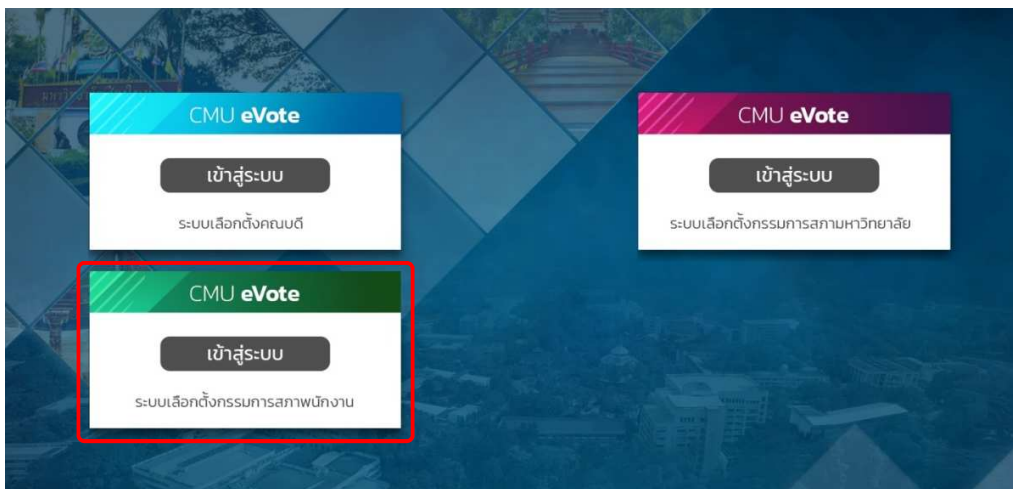 CMU eVote
เข้าสู่ระบบ
ระบบเลือกตั้งคณบดี
CMU eVote
เข้าสู่ระบบ
ระบบเลือกตั้งกรรมการสภามหาวิทยาลัย
CMU eVote
เข้าสู่ระบบ
ระบบเลือกตั้งกรรมการสภาพนักงาน